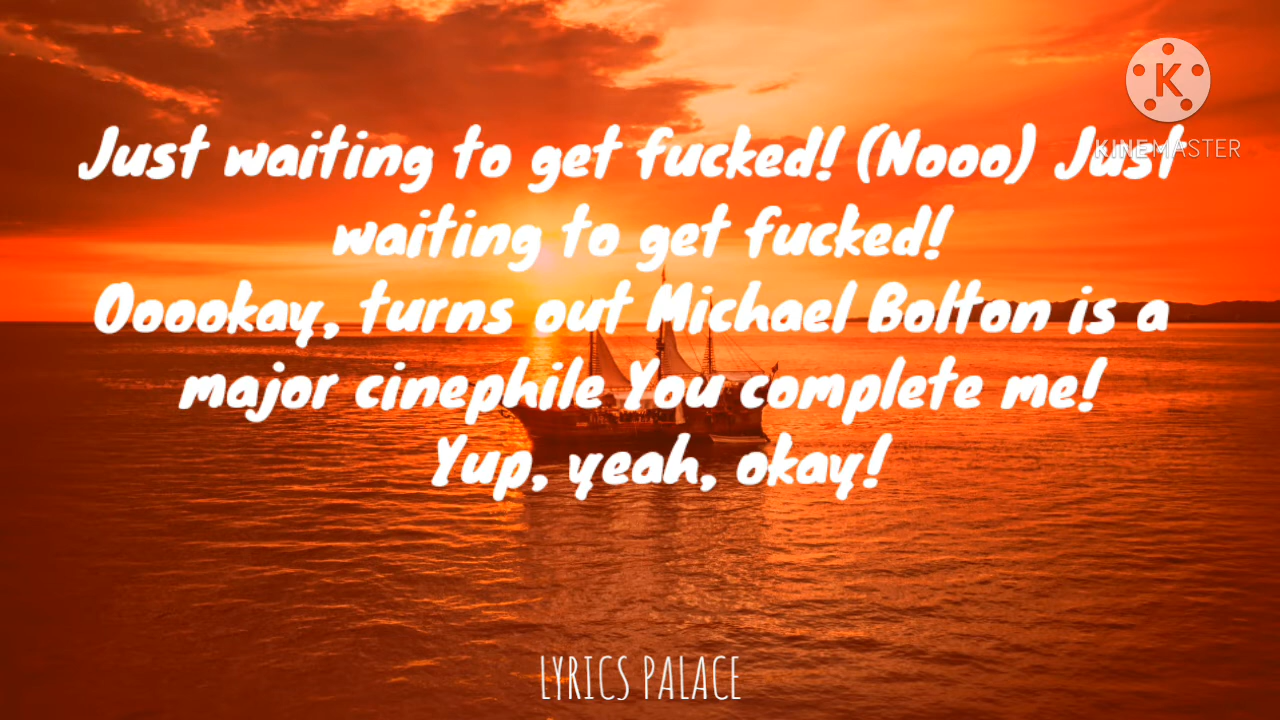 K
KINEMASTER
Just waiting to get fucked! (Nooo) Just
waiting to get fucked!
Ooookay, turns out Michael Bolton is a
major cinephile You complete me!
Yup, yeah, okay!
LYRICS PALACE